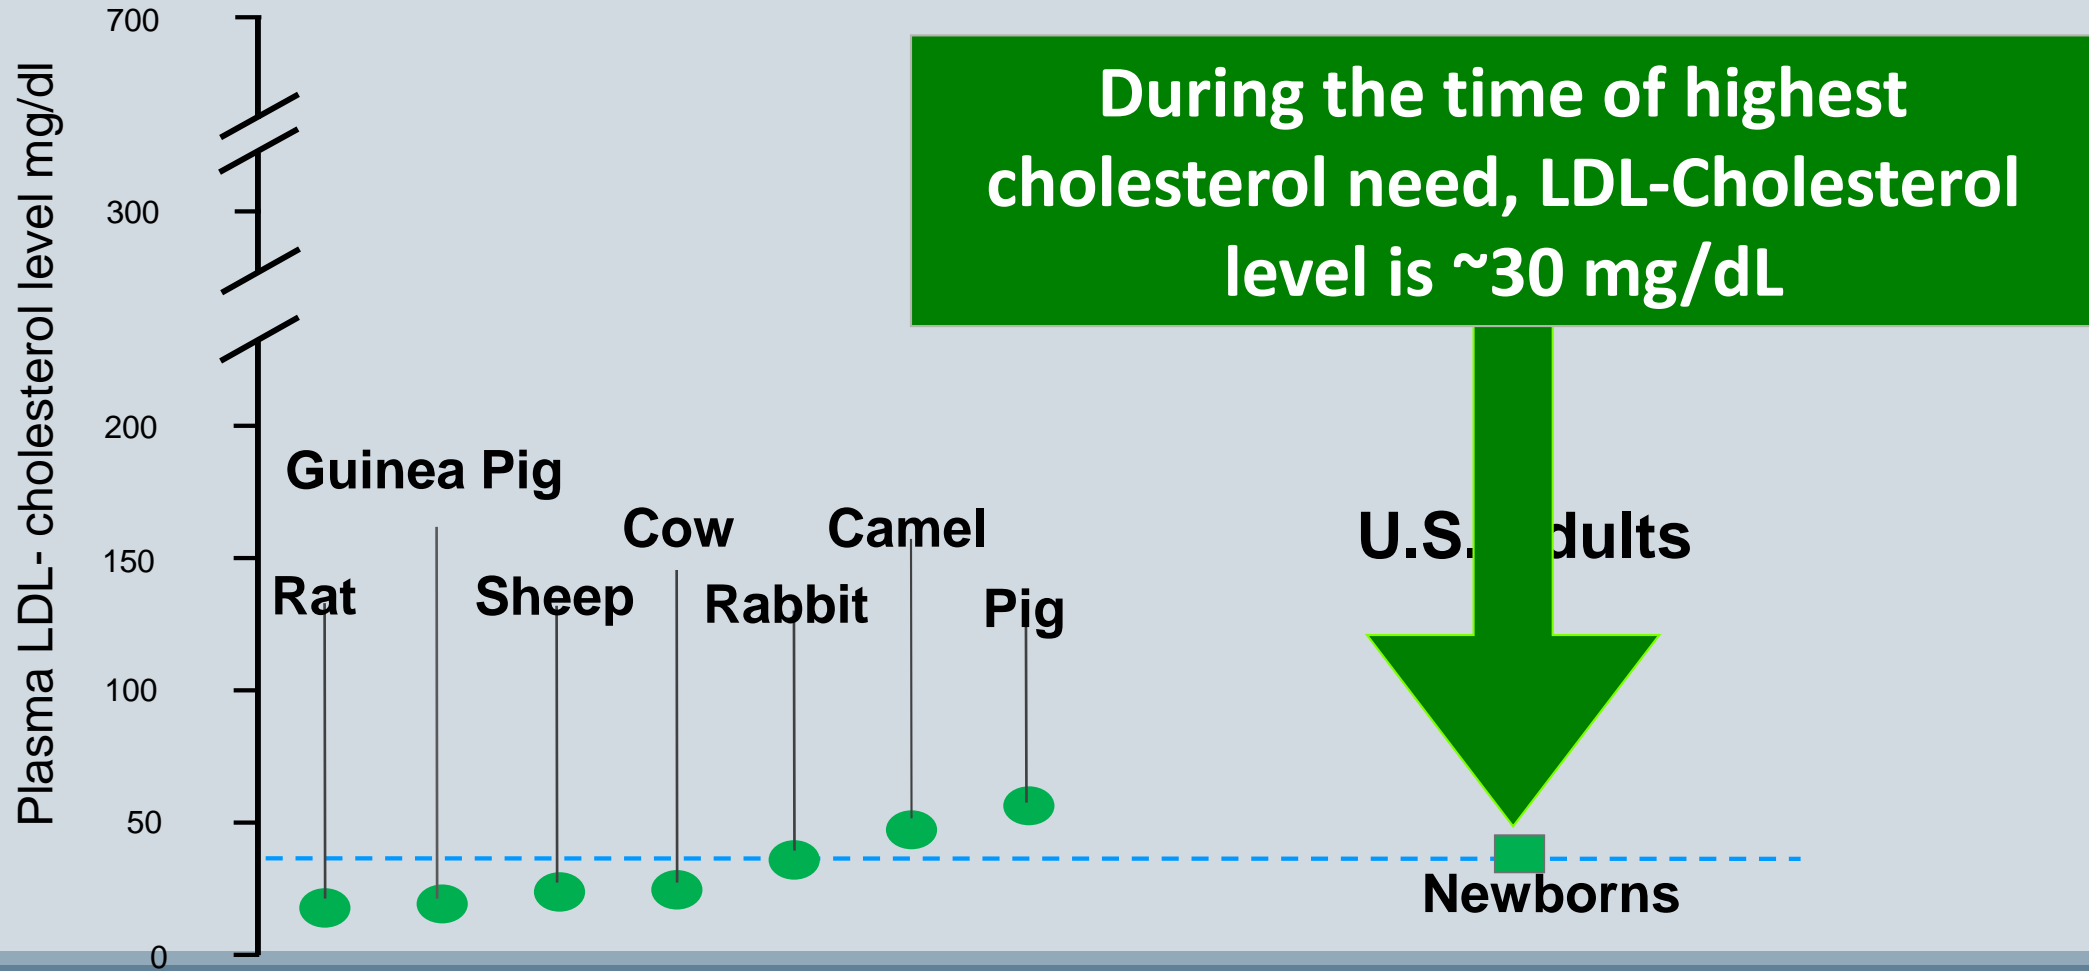 Plasma LDL- cholesterol level mg/dl
700
300
200
150
100
50
0
During the time of highest
cholesterol need, LDL-Cholesterol
level is ~30 mg/dL
Guinea Pig
Cow
Camel
U.S. dults
Rat
Sheep
Rabbit
Pig
Newborns